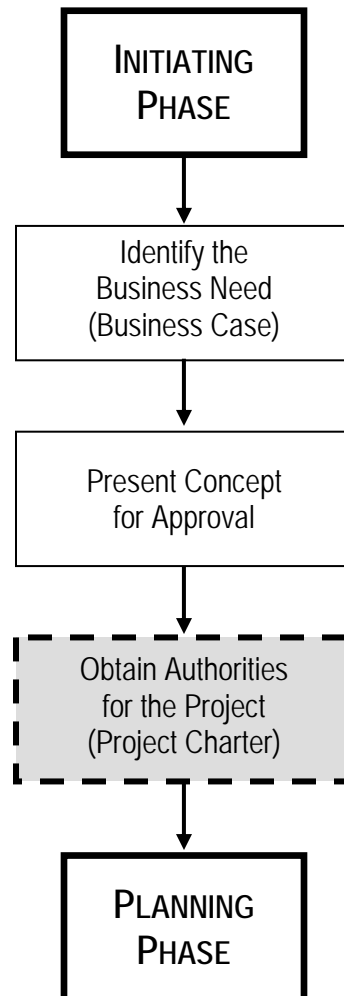 INITIATING
PHASE
Identify the
Business Need
(Business Case)
Present Concept
for Approval
Obtain Authorities
for the Project
(Project Charter)
PLANNING
PHASE